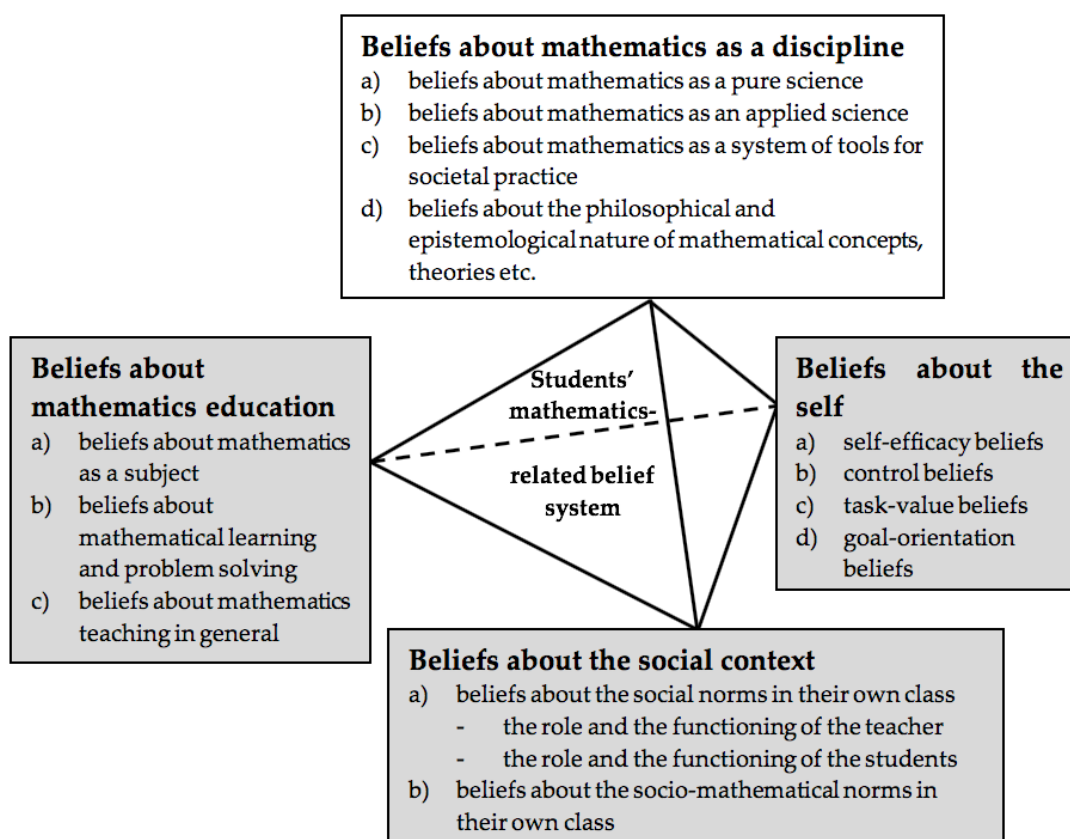 Beliefs about mathematics as a discipline
a) beliefs about mathematics as a pure science
b) beliefs about mathematics as an applied science
c) beliefs about mathematics as a system of tools for
societal practice
d) beliefs about the philosophical and
epistemological nature of mathematical concepts,
theories etc.
Beliefs about
mathematics education
a) beliefs about mathematics
as a subject
b) beliefs about
mathematical learning
and problem solving
c) beliefs about mathematics
teaching in general
Students'
mathematics-
related belief
system
Beliefs about the
self
a) self-efficacy beliefs
b) control beliefs
c) task-value beliefs
d) goal-orientation
beliefs
Beliefs about the social context
a) beliefs about the social norms in their own class
- the role and the functioning of the teacher
- the role and the functioning of the students
b) beliefs about the socio-mathematical norms in
their own class